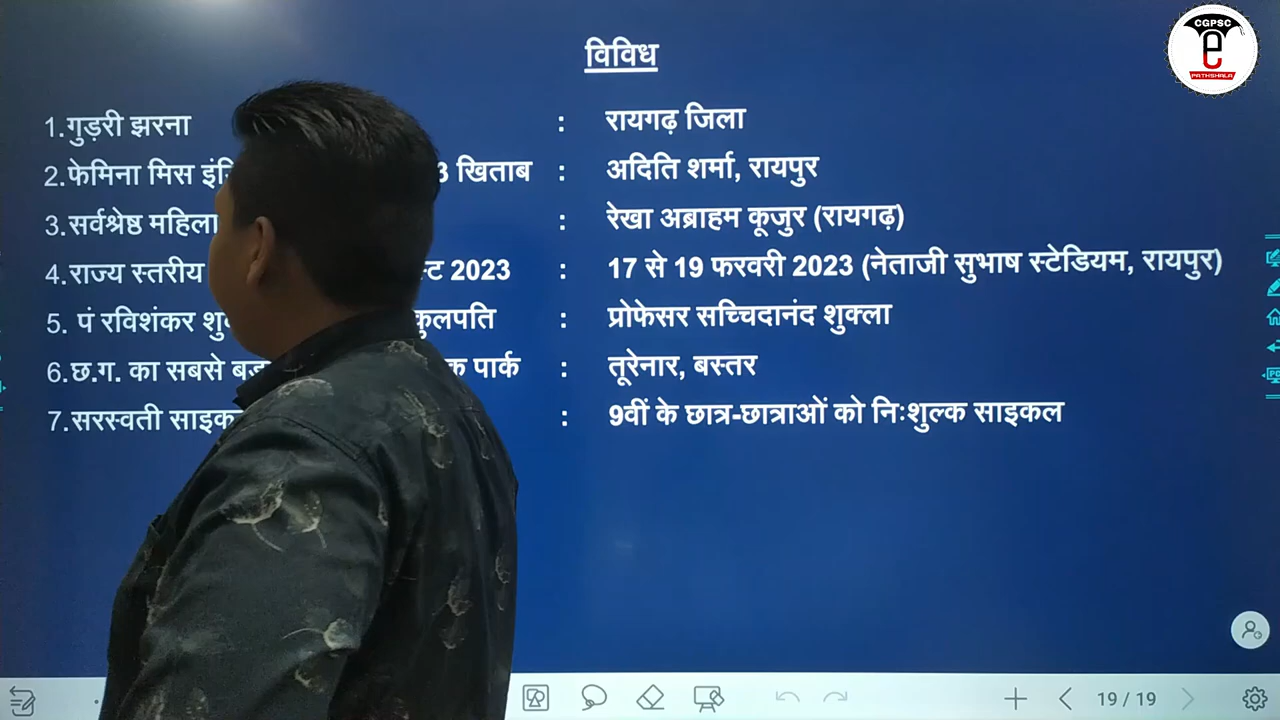 CGPSC
e
PATHSHALA
विविध
1.गुड़री झरना : रायगढ़ जिला
2.फेमिना मिस 3 खिताब : अदिति शर्मा, रायपुर
3.सर्वश्रेष्ठ महिला : रेखा अब्राहम कूजुर (रायगढ़)
4.राज्य स्तरीय 2023 : 17 से 19 फरवरी 2023 (नेताजी सुभाष स्टेडियम, रायपुर)
5. पं रविशंकर कुलपति : प्रोफेसर सच्चिदानंद शुक्ला
6.छ.ग. का सबसे पार्क : तूरेनार, बस्तर
7.सरस्वती : 9वीं के छात्र-छात्राओं को निःशुल्क साइकल
19 / 19